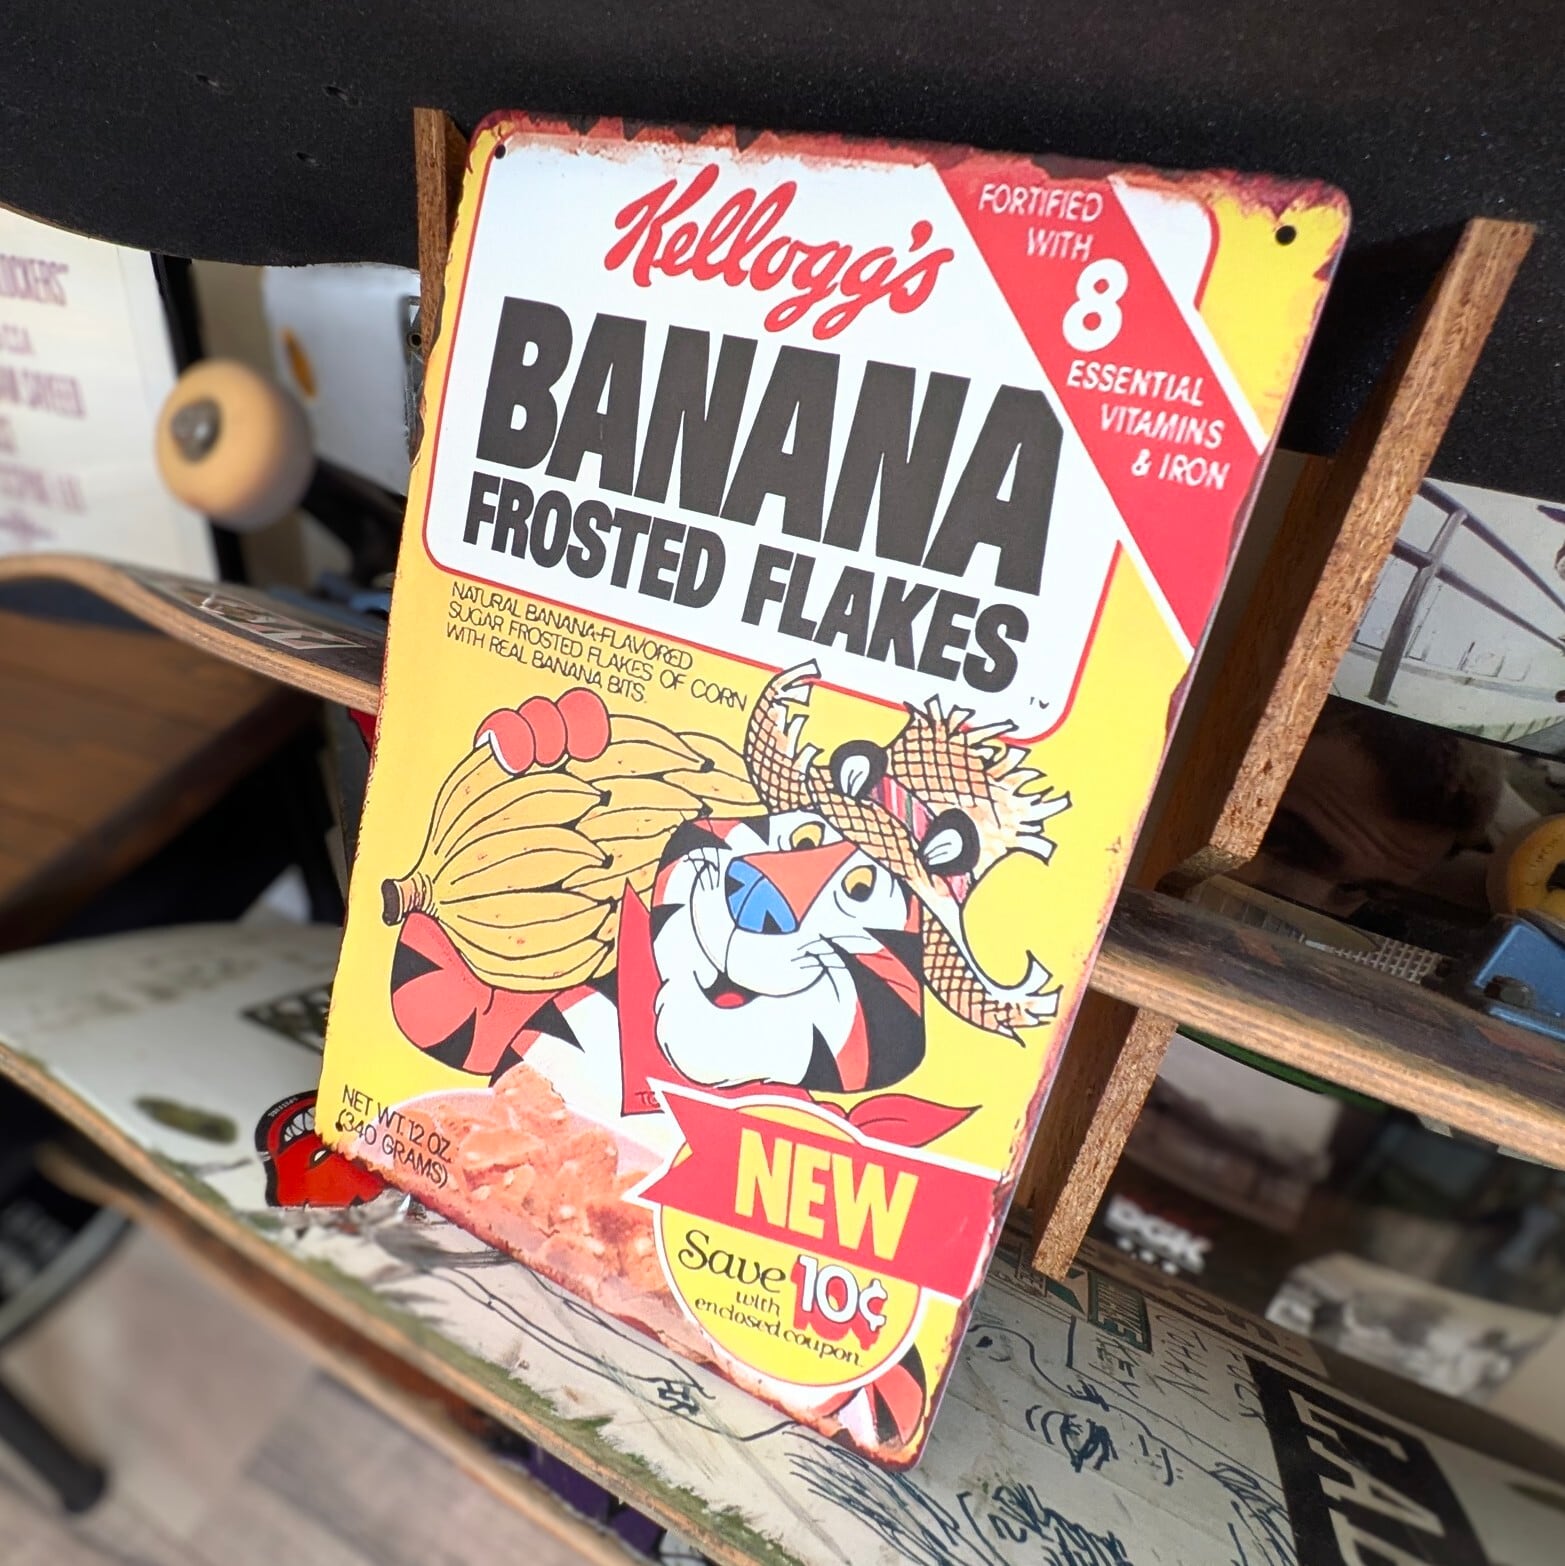 Kellogg's
BANANA
FROSTED FLAKES
FORTIFIED
WITH
8
ESSENTIAL
VITAMINS
& IRON
NATURAL BANANA-FLAVORED
SUGAR FROSTED FLAKES OF CORN
WITH REAL BANANA BITS.
NET WT. 12 OZ.
(340 GRAMS)
NEW
Save 10¢
with
enclosed coupon.
DGK